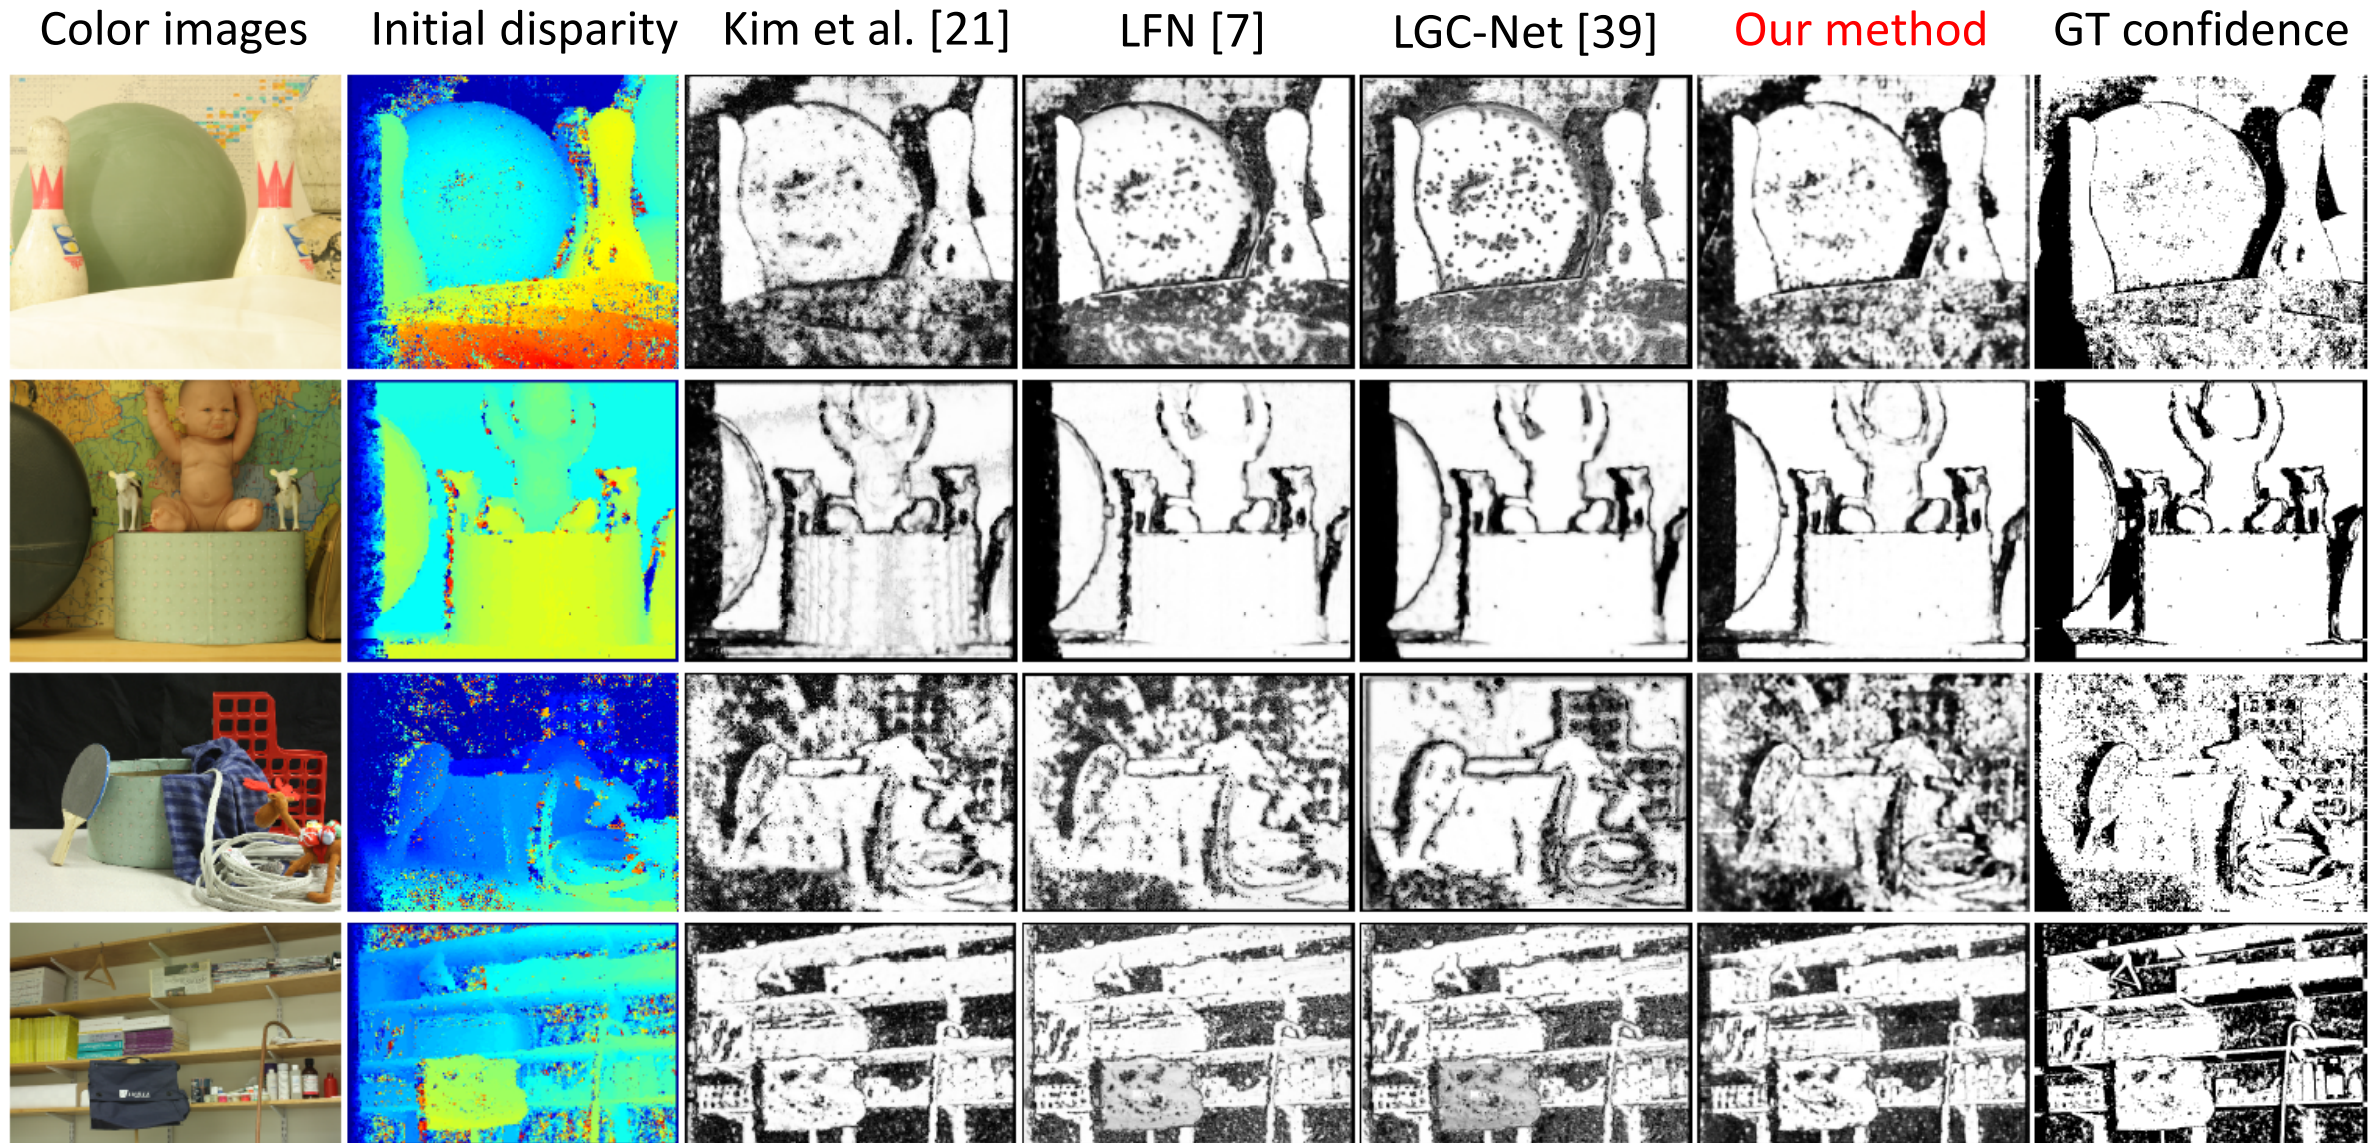 Color images Initial disparity Kim et al. [21] LFN [7] LGC-Net [39] Our method GT confidence